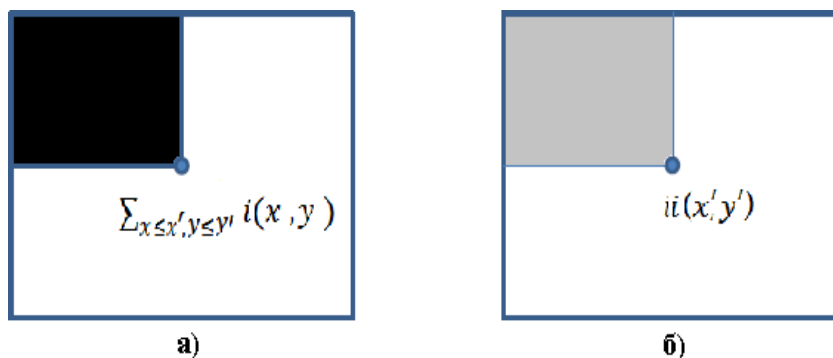 ∑x≤x′,y≤y′ i(x ,y )
ii(x′, y′)
а)
б)